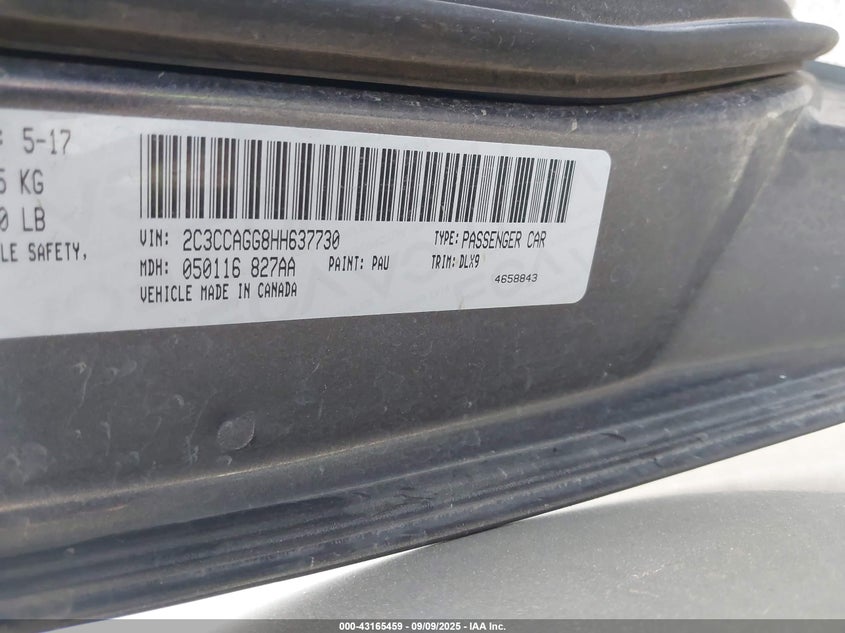 : 5-17
5 KG
0 LB
LE SAFETY,
VIN: 2C3CCAGG8HH637730 TYPE: PASSENGER CAR
MDH: 050116 827AA PAINT: PAU TRIM: DLX9
VEHICLE MADE IN CANADA 4658843
000-43165459 - 09/09/2025 - IAA Inc.